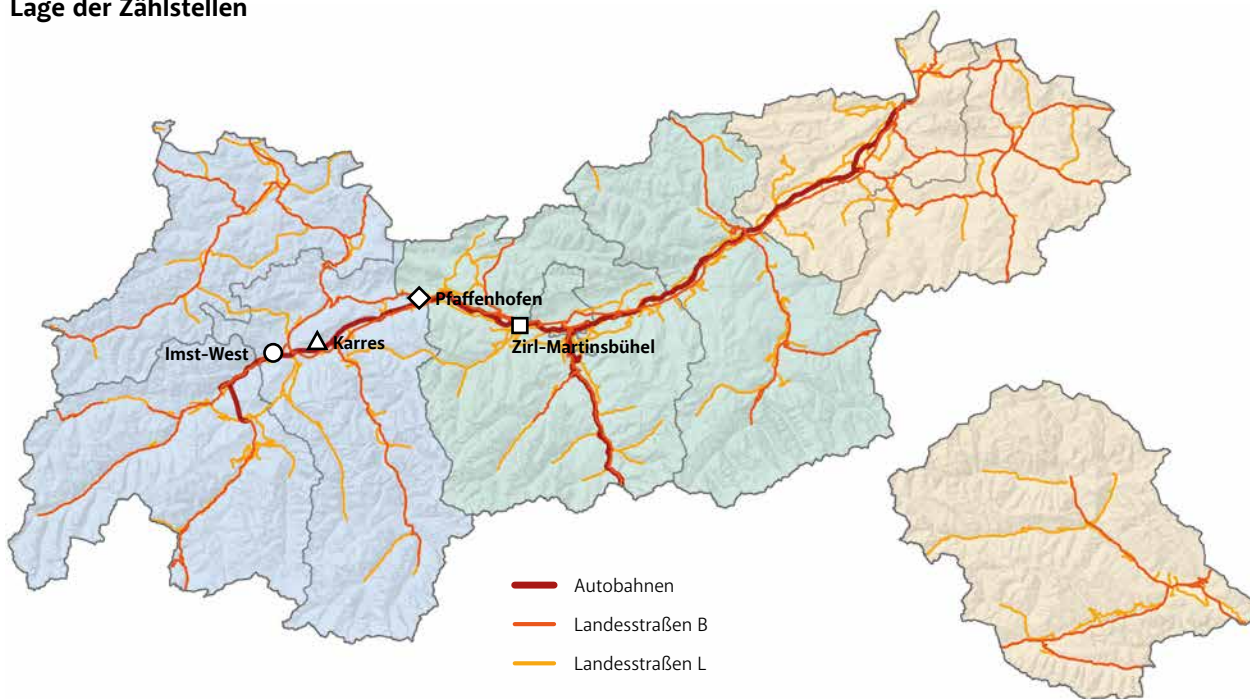 Lage der Zählstellen
Pfaffenhofen
Karres
Imst-West
Zirl-Martinsbühel
Autobahnen
Landesstraßen B
Landesstraßen L